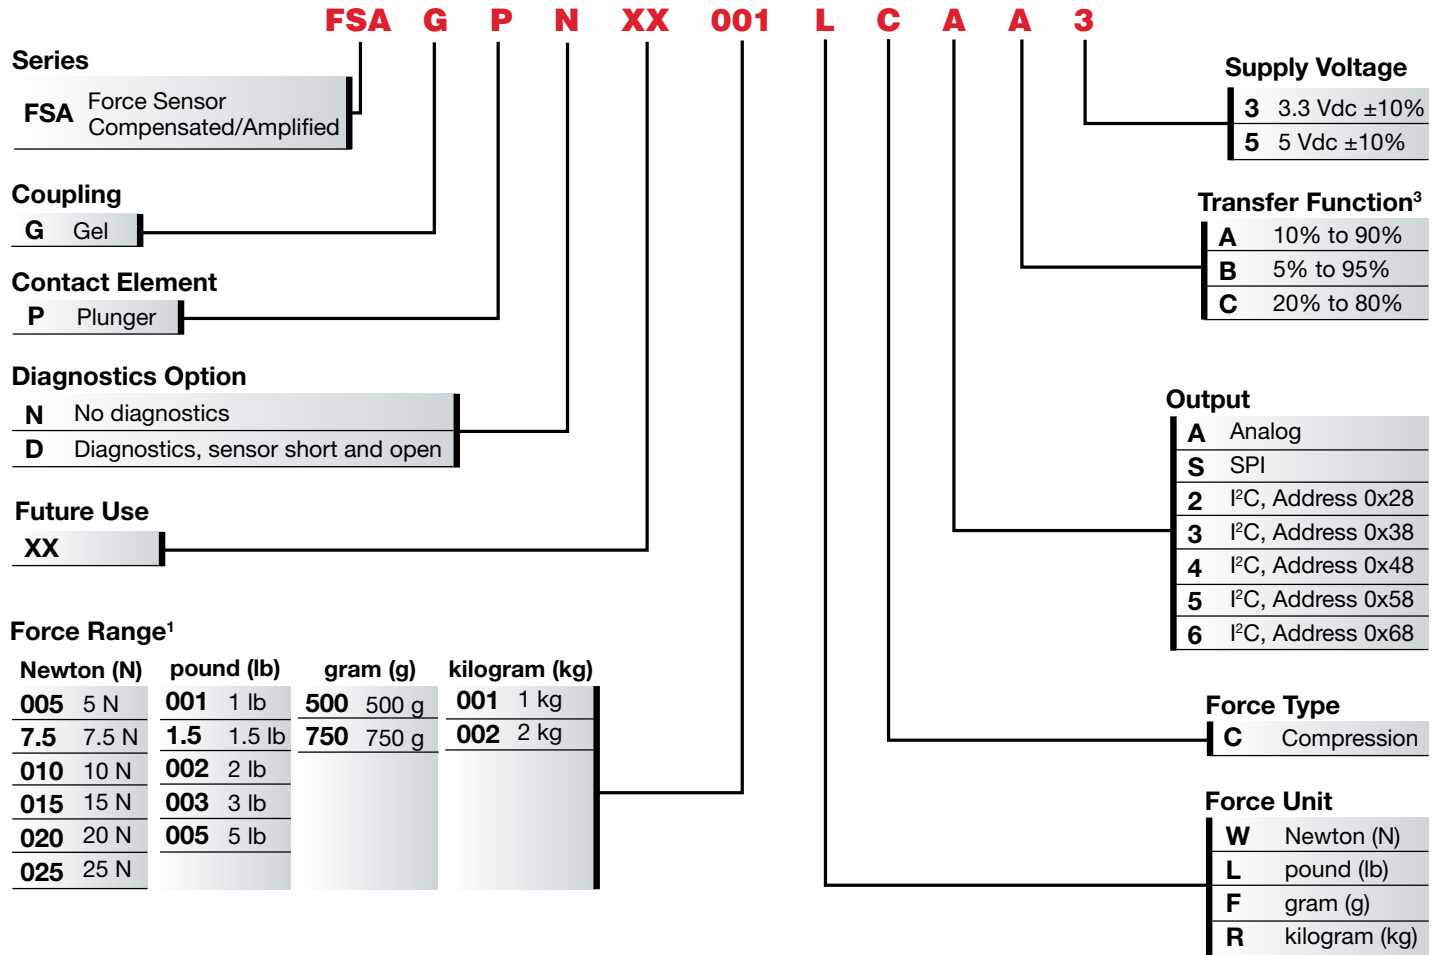 FSA G P N XX 001 L C A A 3
Series
FSA Force Sensor
Compensated/Amplified
Coupling
G Gel
Contact Element
P Plunger
Diagnostics Option
N No diagnostics
D Diagnostics, sensor short and open
Future Use
XX
Force Range¹
Newton (N) pound (lb) gram (g) kilogram (kg)
005 5 N 001 1 lb 500 500 g 001 1 kg
7.5 7.5 N 1.5 1.5 lb 750 750 g 002 2 kg
010 10 N 002 2 lb
015 15 N 003 3 lb
020 20 N 005 5 lb
025 25 N
Supply Voltage
3 3.3 Vdc ±10%
5 5 Vdc ±10%
Transfer Function³
A 10% to 90%
B 5% to 95%
C 20% to 80%
Output
A Analog
S SPI
2 I²C, Address 0x28
3 I²C, Address 0x38
4 I²C, Address 0x48
5 I²C, Address 0x58
6 I²C, Address 0x68
Force Type
C Compression
Force Unit
W Newton (N)
L pound (lb)
F gram (g)
R kilogram (kg)